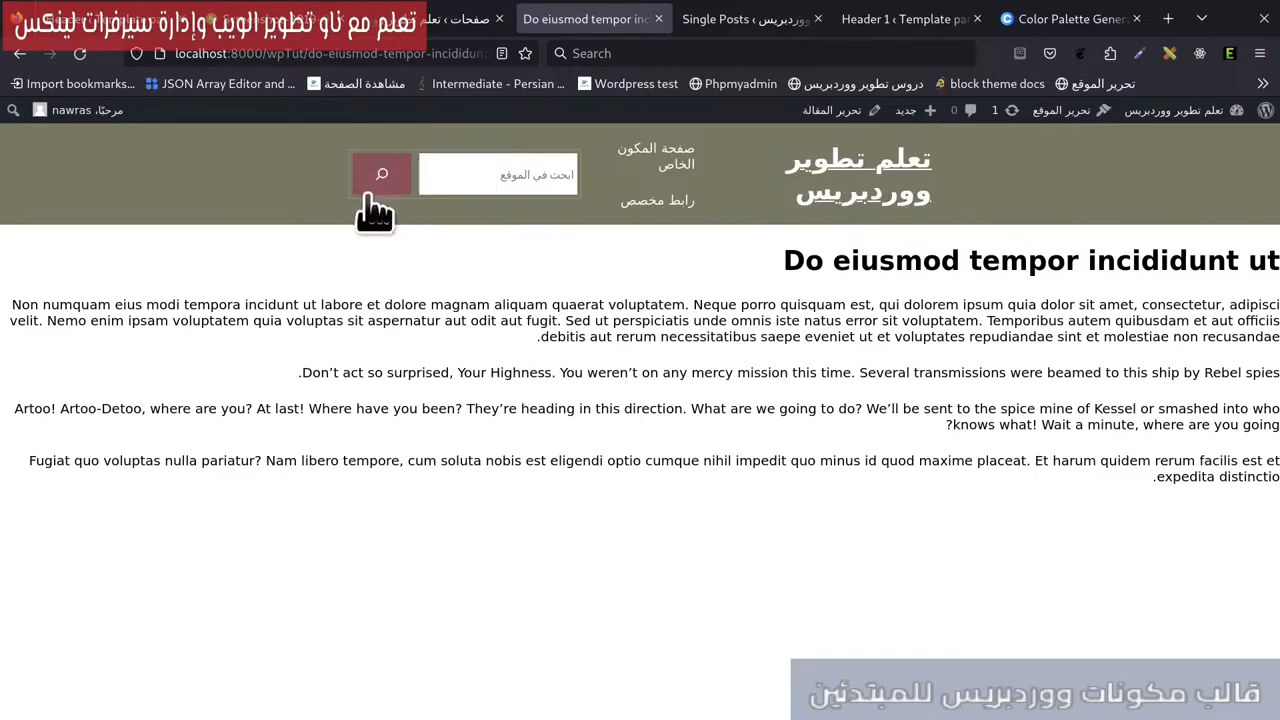 تعلم مع ناو تطوير الويب وإدارة سيرفرات لينكس
صفحات ‹ تعلم
Do eiusmod tempor inc
Single Posts ‹ ووردبريس
Header 1 ‹ Template pa
Color Palette Gener
localhost:8000/wpTut/do-eiusmod-tempor-incididunt
Search
Import bookmarks...
JSON Array Editor and ...
مشاهدة الصفحة
Intermediate - Persian ...
Wordpress test
Phpmyadmin
دروس تطوير ووردبريس
block theme docs
تحرير الموقع
تعلم تطوير ووردبريس
تحرير الموقع
1
0
جديد
تحرير المقالة
مرحبًا، nawras
تعلم تطوير
ووردبريس
صفحة المكون
الخاص
رابط مخصص
ابحث في الموقع
Do eiusmod tempor incididunt ut
Non numquam eius modi tempora incidunt ut labore et dolore magnam aliquam quaerat voluptatem. Neque porro quisquam est, qui dolorem ipsum quia dolor sit amet, consectetur, adipisci
velit. Nemo enim ipsam voluptatem quia voluptas sit aspernatur aut odit aut fugit. Sed ut perspiciatis unde omnis iste natus error sit voluptatem. Temporibus autem quibusdam et aut officiis
debitis aut rerum necessitatibus saepe eveniet ut et voluptates repudiandae sint et molestiae non recusandae.
Don’t act so surprised, Your Highness. You weren’t on any mercy mission this time. Several transmissions were beamed to this ship by Rebel spies.
Artoo! Artoo-Detoo, where are you? At last! Where have you been? They’re heading in this direction. What are we going to do? We’ll be sent to the spice mine of Kessel or smashed into who
knows what! Wait a minute, where are you going?
Fugiat quo voluptas nulla pariatur? Nam libero tempore, cum soluta nobis est eligendi optio cumque nihil impedit quo minus id quod maxime placeat. Et harum quidem rerum facilis est et
expedita distinctio.
قالب مكونات ووردبريس للمبتدئين